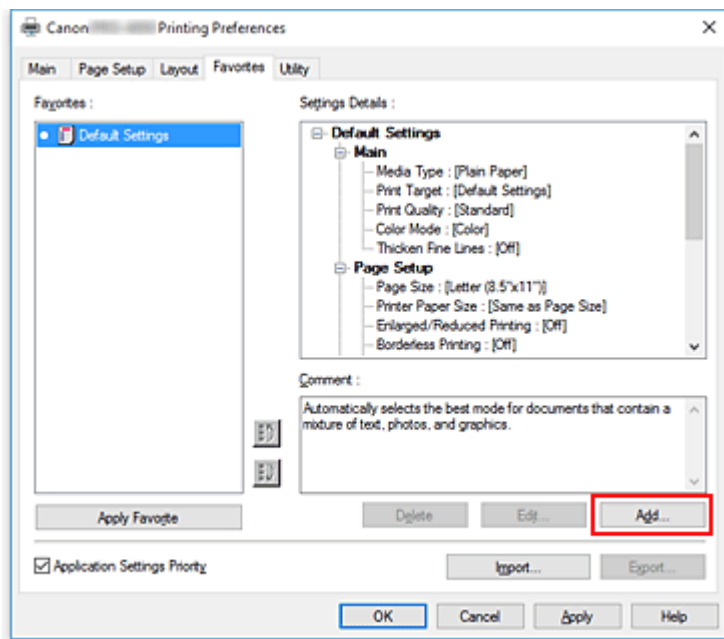 Canon Printing Preferences
Main Page Setup Layout Favorites Utility
Favorites :
Default Settings
Settings Details :
Default Settings
Main
Media Type : [Plain Paper]
Print Target : [Default Settings]
Print Quality : [Standard]
Color Mode : [Color]
Thicken Fine Lines : [Off]
Page Setup
Page Size : [Letter (8.5"x11")]
Printer Paper Size : [Same as Page Size]
Enlarged/Reduced Printing : [Off]
Borderless Printing : [Off]
Comment :
Automatically selects the best mode for documents that contain a
mixture of text, photos, and graphics.
Apply Favorite
Delete Edit... Add...
Application Settings Priority
Import... Export...
OK Cancel Apply Help